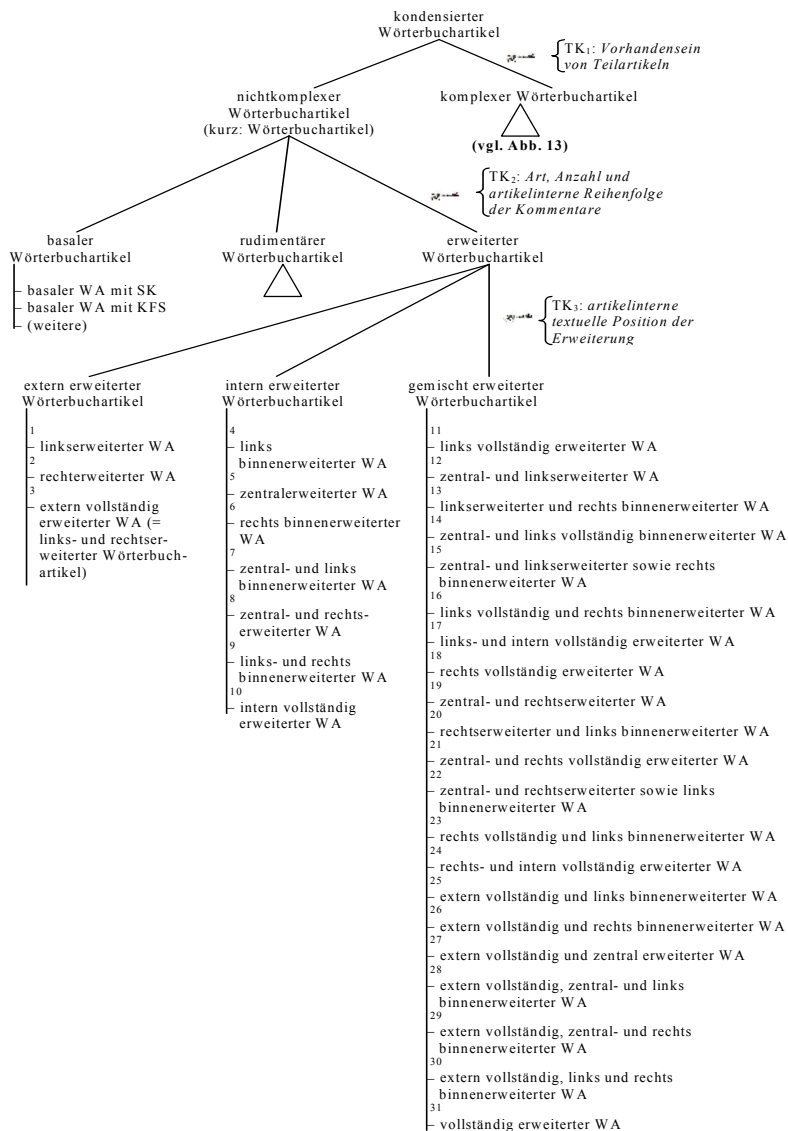 kondensierter
Wörterbuchartikel
TK₁: Vorhandensein
von Teilartikeln
nichtkomplexer
Wörterbuchartikel
(kurz: Wörterbuchartikel)
komplexer Wörterbuchartikel
(vgl. Abb. 13)
TK₂: Art, Anzahl und
artikelinterne Reihenfolge
der Kommentare
basaler
Wörterbuchartikel
– basaler WA mit SK
– basaler WA mit KFS
– (weitere)
rudimentärer
Wörterbuchartikel
erweiterter
Wörterbuchartikel
TK₃: artikelinterne
textuelle Position der
Erweiterung
extern erweiterter
Wörterbuchartikel
1
– linkserweiterter WA
2
– rechterweiterter WA
3
– extern vollständig
erweiterter WA (=
links- und rechtser-
weiterter Wörterbuch-
artikel)
intern erweiterter
Wörterbuchartikel
4
– links
binnenerweiterter WA
5
– zentralerweiterter WA
6
– rechts binnenerweiterter
WA
7
– zentral- und links
binnenerweiterter WA
8
– zentral- und rechts-
erweiterter WA
9
– links- und rechts
binnenerweiterter WA
10
– intern vollständig
erweiterter WA
gemischt erweiterter
Wörterbuchartikel
11
– links vollständig erweiterter WA
12
– zentral- und linkserweiterter WA
13
– linkserweiterter und rechts binnenerweiterter WA
14
– zentral- und links vollständig binnenerweiterter WA
15
– zentral- und linkserweiterter sowie rechts
binnenerweiterter WA
16
– links vollständig und rechts binnenerweiterter WA
17
– links- und intern vollständig erweiterter WA
18
– rechts vollständig erweiterter WA
19
– zentral- und rechtserweiterter WA
20
– rechtserweiterter und links binnenerweiterter WA
21
– zentral- und rechts vollständig erweiterter WA
22
– zentral- und rechtserweiterter sowie links
binnenerweiterter WA
23
– rechts vollständig und links binnenerweiterter WA
24
– rechts- und intern vollständig erweiterter WA
25
– extern vollständig und links binnenerweiterter WA
26
– extern vollständig und rechts binnenerweiterter WA
27
– extern vollständig und zentral erweiterter WA
28
– extern vollständig, zentral- und links
binnenerweiterter WA
29
– extern vollständig, zentral- und rechts
binnenerweiterter WA
30
– extern vollständig, links und rechts
binnenerweiterter WA
31
– vollständig erweiterter WA